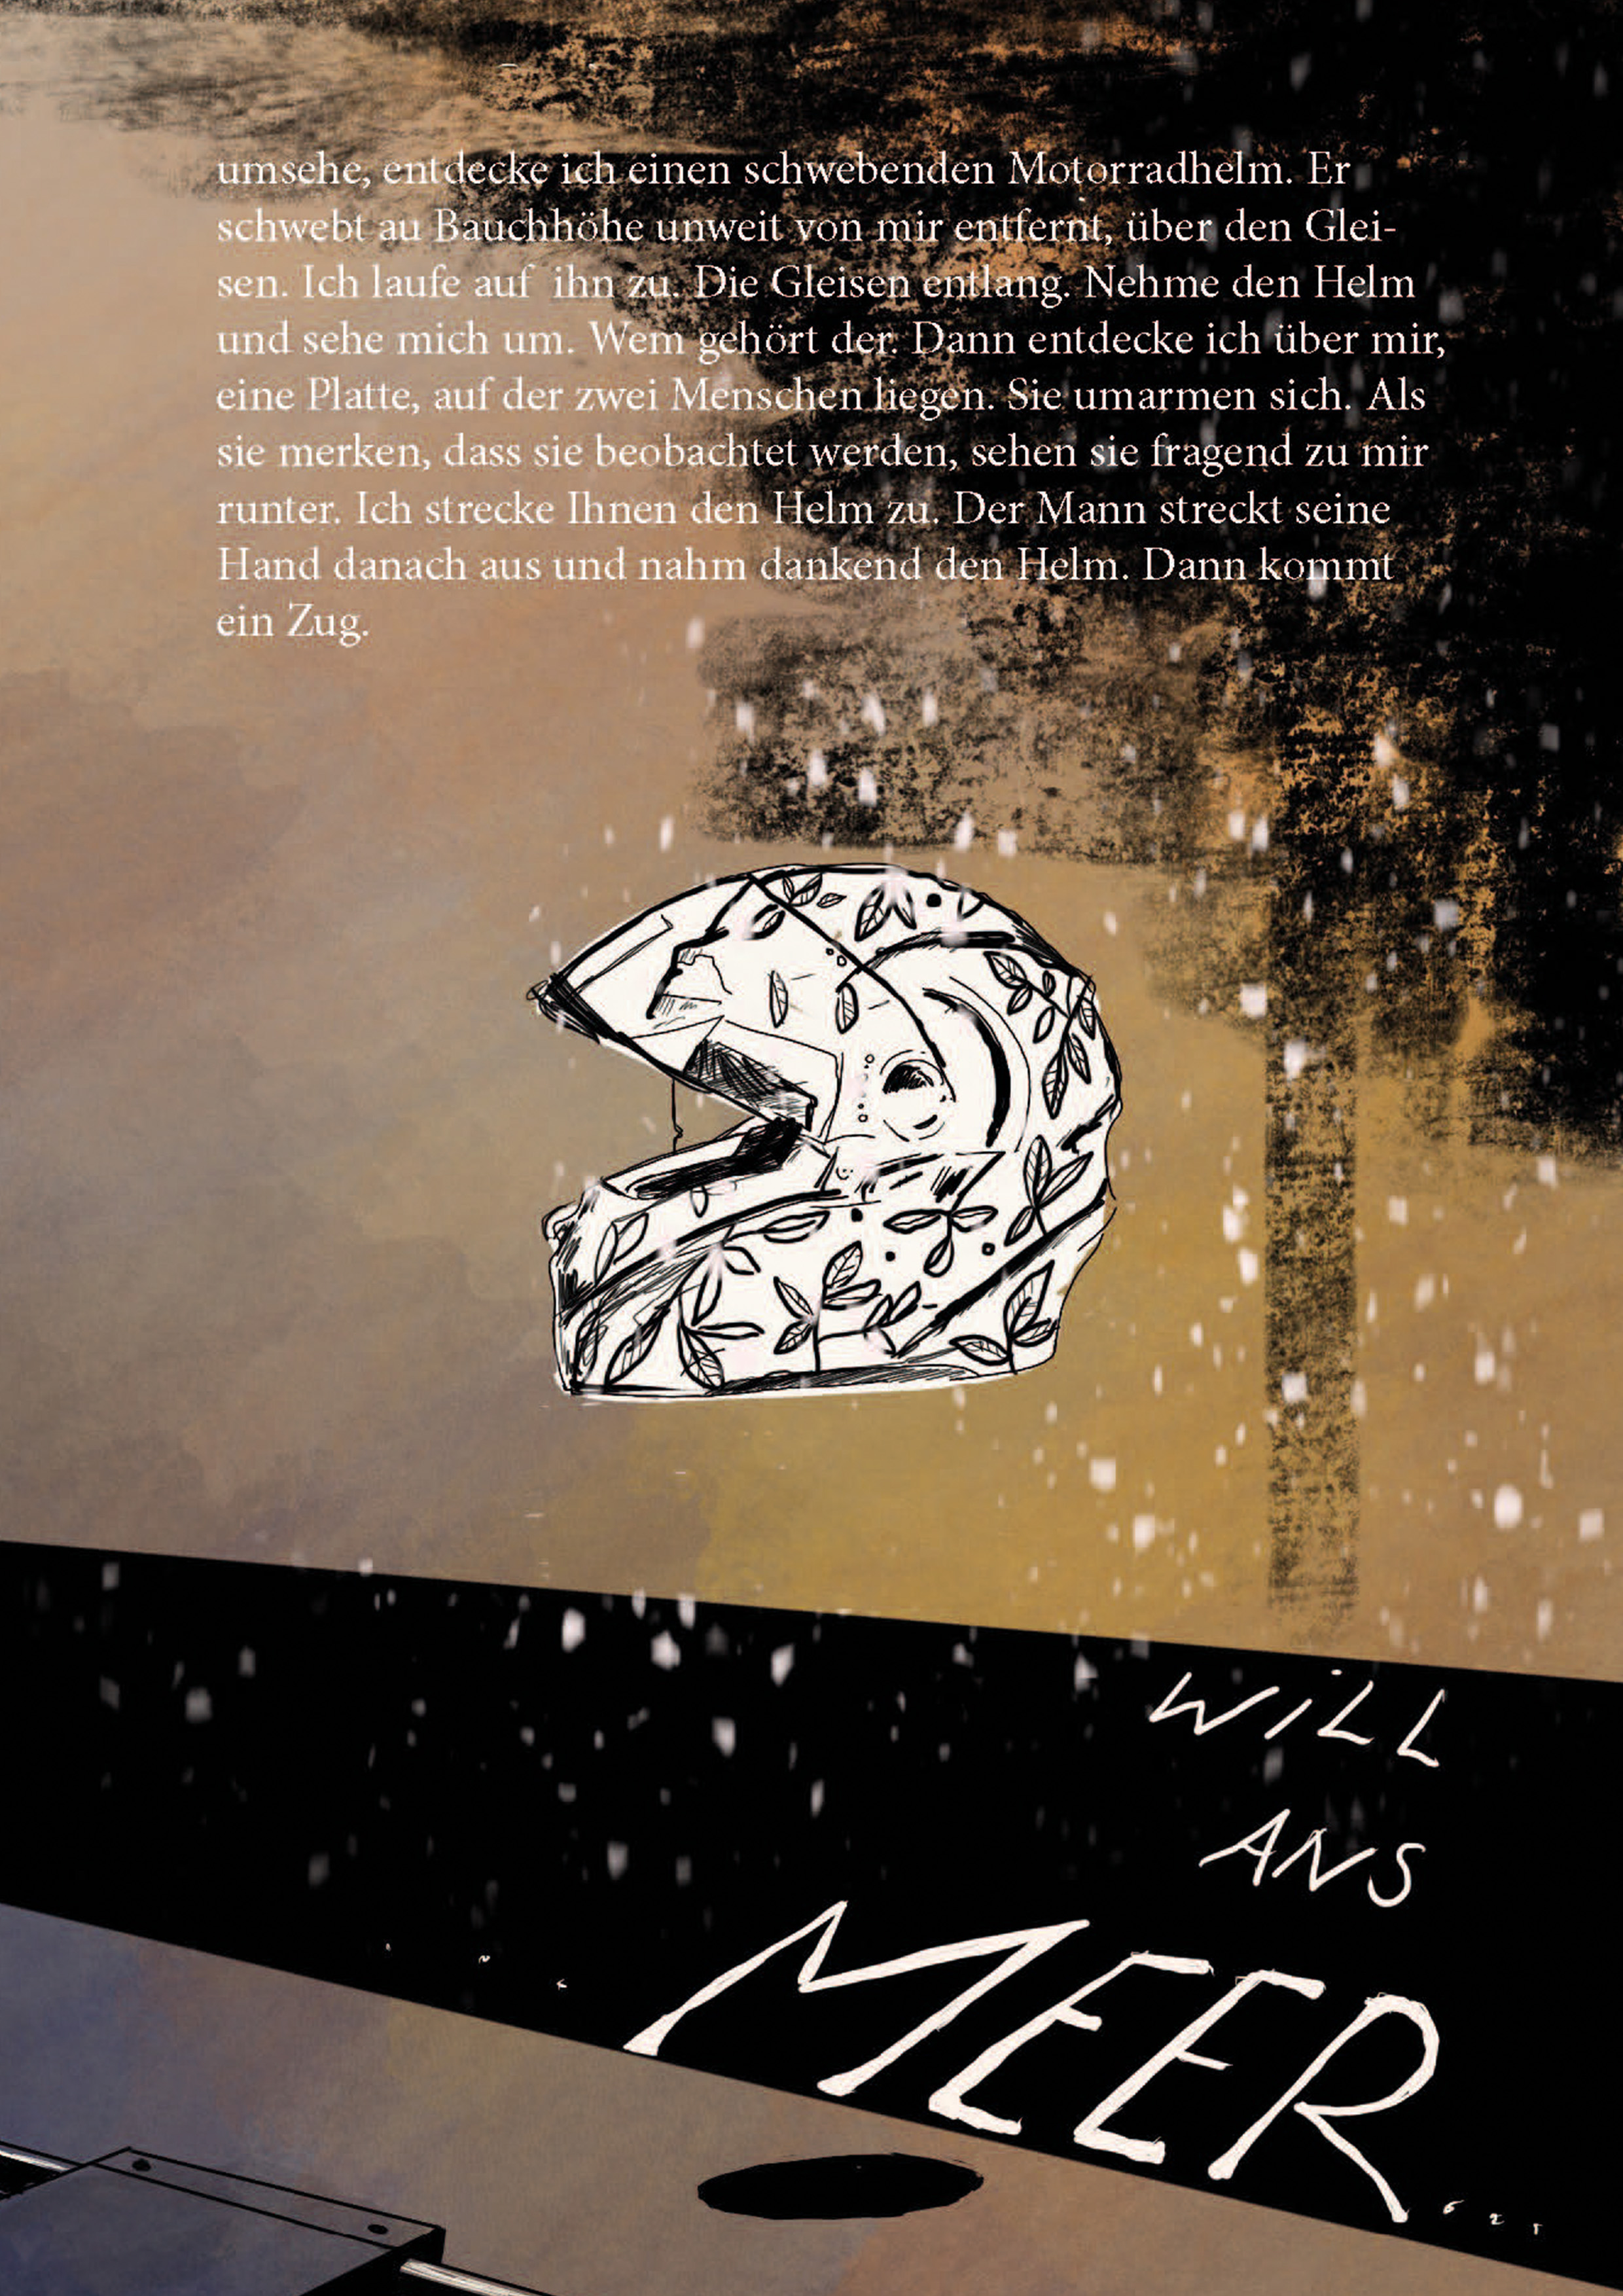 umsehe, entdecke ich einen schwebenden Motorradhelm. Er
schwebt au Bauchhöhe unweit von mir entfernt, über den Glei-
sen. Ich laufe auf ihn zu. Die Gleisen entlang. Nehme den Helm
und sehe mich um. Wem gehört der. Dann entdecke ich über mir,
eine Platte, auf der zwei Menschen liegen. Sie umarmen sich. Als
sie merken, dass sie beobachtet werden, sehen sie fragend zu mir
runter. Ich strecke Ihnen den Helm zu. Der Mann streckt seine
Hand danach aus und nahm dankend den Helm. Dann kommt
ein Zug.
WiLL
ANS
MEER...